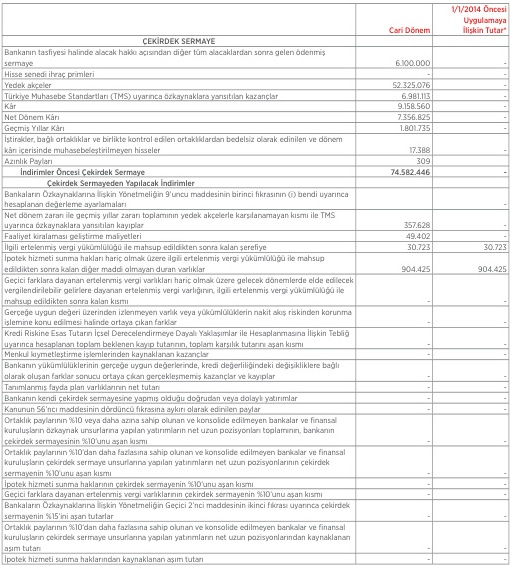 1/1/2014 Öncesi
Uygulamaya
Cari Dönem İlişkin Tutar*
ÇEKİRDEK SERMAYE
Bankanın tasfiyesi halinde alacak hakkı açısından diğer tüm alacaklardan sonra gelen ödenmiş
sermaye 6.100.000 -
Hisse senedi ihraç primleri - -
Yedek akçeler 52.325.076 -
Türkiye Muhasebe Standartları (TMS) uyarınca özkaynaklara yansıtılan kazançlar 6.981.113 -
Kâr 9.158.560 -
Net Dönem Kârı 7.356.825 -
Geçmiş Yıllar Kârı 1.801.735 -
İştirakler, bağlı ortaklıklar ve birlikte kontrol edilen ortaklıklardan bedelsiz olarak edinilen ve dönem
kârı içerisinde muhasebeleştirilmeyen hisseler 17.388 -
Azınlık Payları 309
İndirimler Öncesi Çekirdek Sermaye 74.582.446 -
Çekirdek Sermayeden Yapılacak İndirimler
Bankaların Özkaynaklarına İlişkin Yönetmeliğin 9'uncu maddesinin birinci fıkrasının (i) bendi uyarınca
hesaplanan değerleme ayarlamaları -
Net dönem zararı ile geçmiş yıllar zararı toplamının yedek akçelerle karşılanamayan kısmı ile TMS
uyarınca özkaynaklara yansıtılan kayıplar 357.628 -
Faaliyet kiralaması geliştirme maliyetleri 49.402 -
İlgili ertelenmiş vergi yükümlülüğü ile mahsup edildikten sonra kalan şerefiye 30.723 30.723
İpotek hizmeti sunma hakları hariç olmak üzere ilgili ertelenmiş vergi yükümlülüğü ile mahsup
edildikten sonra kalan diğer maddi olmayan duran varlıklar 904.425 904.425
Geçici farklara dayanan ertelenmiş vergi varlıkları hariç olmak üzere gelecek dönemlerde elde edilecek
vergilendirilebilir gelirlere dayanan ertelenmiş vergi varlığının, ilgili ertelenmiş vergi yükümlülüğü ile
mahsup edildikten sonra kalan kısmı - -
Gerçeğe uygun değeri üzerinden izlenmeyen varlık veya yükümlülüklerin nakit akış riskinden korunma
işlemine konu edilmesi halinde ortaya çıkan farklar - -
Kredi Riskine Esas Tutarın İçsel Derecelendirmeye Dayalı Yaklaşımlar ile Hesaplanmasına İlişkin Tebliğ
uyarınca hesaplanan toplam beklenen kayıp tutarının, toplam karşılık tutarını aşan kısmı - -
Menkul kıymetleştirme işlemlerinden kaynaklanan kazançlar - -
Bankanın yükümlülüklerinin gerçeğe uygun değerlerinde, kredi değerliliğindeki değişikliklere bağlı
olarak oluşan farklar sonucu ortaya çıkan gerçekleşmemiş kazançlar ve kayıplar - -
Tanımlanmış fayda plan varlıklarının net tutarı - -
Bankanın kendi çekirdek sermayesine yapmış olduğu doğrudan veya dolaylı yatırımlar - -
Kanunun 56'ncı maddesinin dördüncü fıkrasına aykırı olarak edinilen paylar - -
Ortaklık paylarının %10 veya daha azına sahip olunan ve konsolide edilmeyen bankalar ve finansal
kuruluşların özkaynak unsurlarına yapılan yatırımların net uzun pozisyonları toplamının, bankanın
çekirdek sermayesinin %10'unu aşan kısmı - -
Ortaklık paylarının %10'dan daha fazlasına sahip olunan ve konsolide edilmeyen bankalar ve finansal
kuruluşların çekirdek sermaye unsurlarına yapılan yatırımların net uzun pozisyonlarının çekirdek
sermayenin %10'unu aşan kısmı - -
İpotek hizmeti sunma haklarının çekirdek sermayenin %10'unu aşan kısmı - -
Geçici farklara dayanan ertelenmiş vergi varlıklarının çekirdek sermayenin %10'unu aşan kısmı - -
Bankaların Özkaynaklarına İlişkin Yönetmeliğin Geçici 2'nci maddesinin ikinci fıkrası uyarınca çekirdek
sermayenin %15'ini aşan tutarlar - -
Ortaklık paylarının %10'dan daha fazlasına sahip olunan ve konsolide edilmeyen bankalar ve finansal
kuruluşların çekirdek sermaye unsurlarına yapılan yatırımların net uzun pozisyonlarından kaynaklanan
aşım tutarı - -
İpotek hizmeti sunma haklarından kaynaklanan aşım tutarı - -